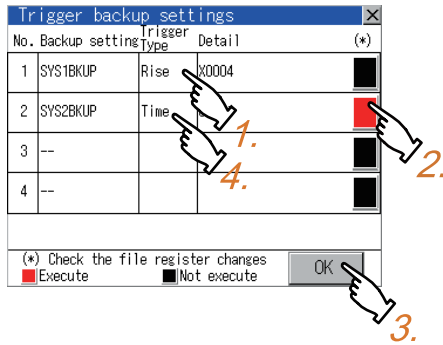 Trigger backup settings
No. Backup setting Trigger Type Detail (*)
1 SYS1BKUP Rise X0004
2 SYS2BKUP Time
3 --
4 --
1.
2.
4.
(*) Check the file register changes
Execute Not execute OK
3.